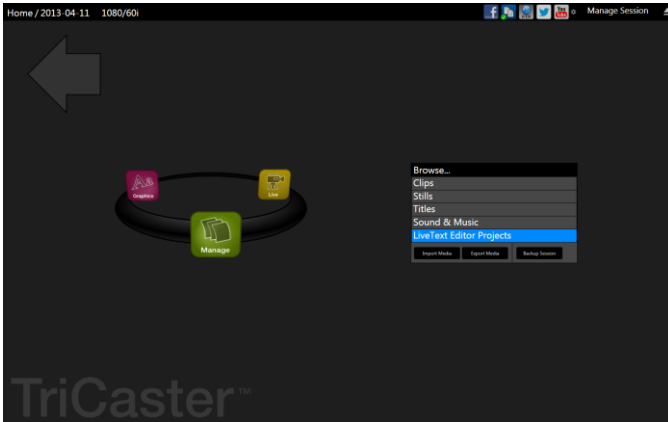 Home / 2013-04-11 1080/60i
Manage Session
Aa
Graphics
Live
Manage
Browse...
Clips
Stills
Titles
Sound & Music
LiveText Editor Projects
Import Media Export Media Backup Session
TriCaster™